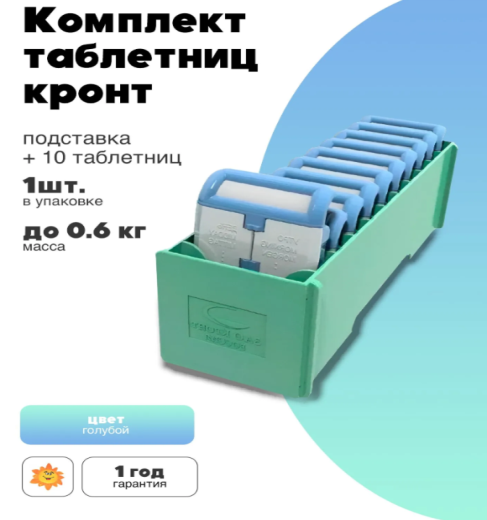 Комплект
таблетниц
кронт
подставка
+ 10 таблетниц
1шт.
в упаковке
до 0.6 кг
масса
цвет
голубой
1 год
гарантия